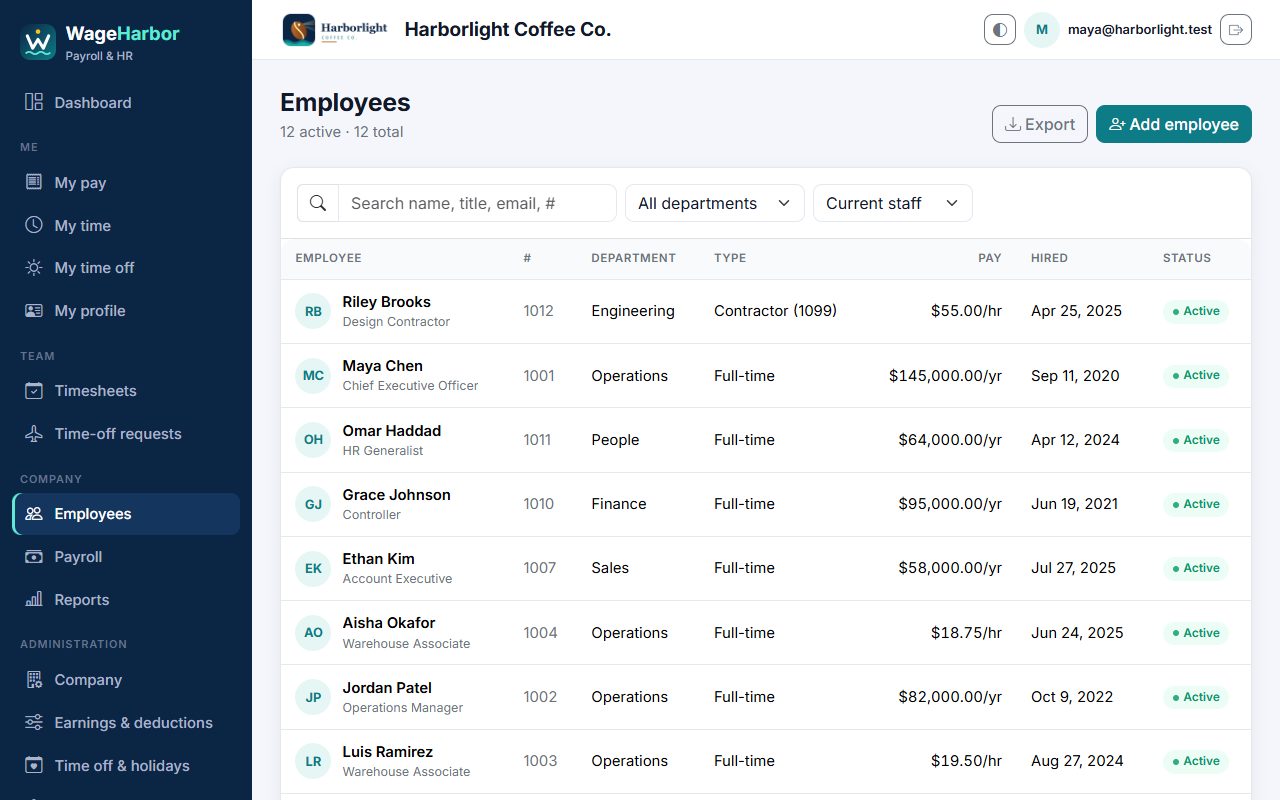 WageHarbor
Payroll & HR
Dashboard
ME
My pay
My time
My time off
My profile
TEAM
Timesheets
Time-off requests
COMPANY
Employees
Payroll
Reports
ADMINISTRATION
Company
Earnings & deductions
Time off & holidays
Harborlight
COFFEE CO.
Harborlight Coffee Co.
M
maya@harborlight.test
Employees
12 active · 12 total
Export
Add employee
Search name, title, email, #
All departments
Current staff
EMPLOYEE # DEPARTMENT TYPE PAY HIRED STATUS
RB Riley Brooks 1012 Engineering Contractor (1099) $55.00/hr Apr 25, 2025 Active
Design Contractor
MC Maya Chen 1001 Operations Full-time $145,000.00/yr Sep 11, 2020 Active
Chief Executive Officer
OH Omar Haddad 1011 People Full-time $64,000.00/yr Apr 12, 2024 Active
HR Generalist
GJ Grace Johnson 1010 Finance Full-time $95,000.00/yr Jun 19, 2021 Active
Controller
EK Ethan Kim 1007 Sales Full-time $58,000.00/yr Jul 27, 2025 Active
Account Executive
AO Aisha Okafor 1004 Operations Full-time $18.75/hr Jun 24, 2025 Active
Warehouse Associate
JP Jordan Patel 1002 Operations Full-time $82,000.00/yr Oct 9, 2022 Active
Operations Manager
LR Luis Ramirez 1003 Operations Full-time $19.50/hr Aug 27, 2024 Active
Warehouse Associate